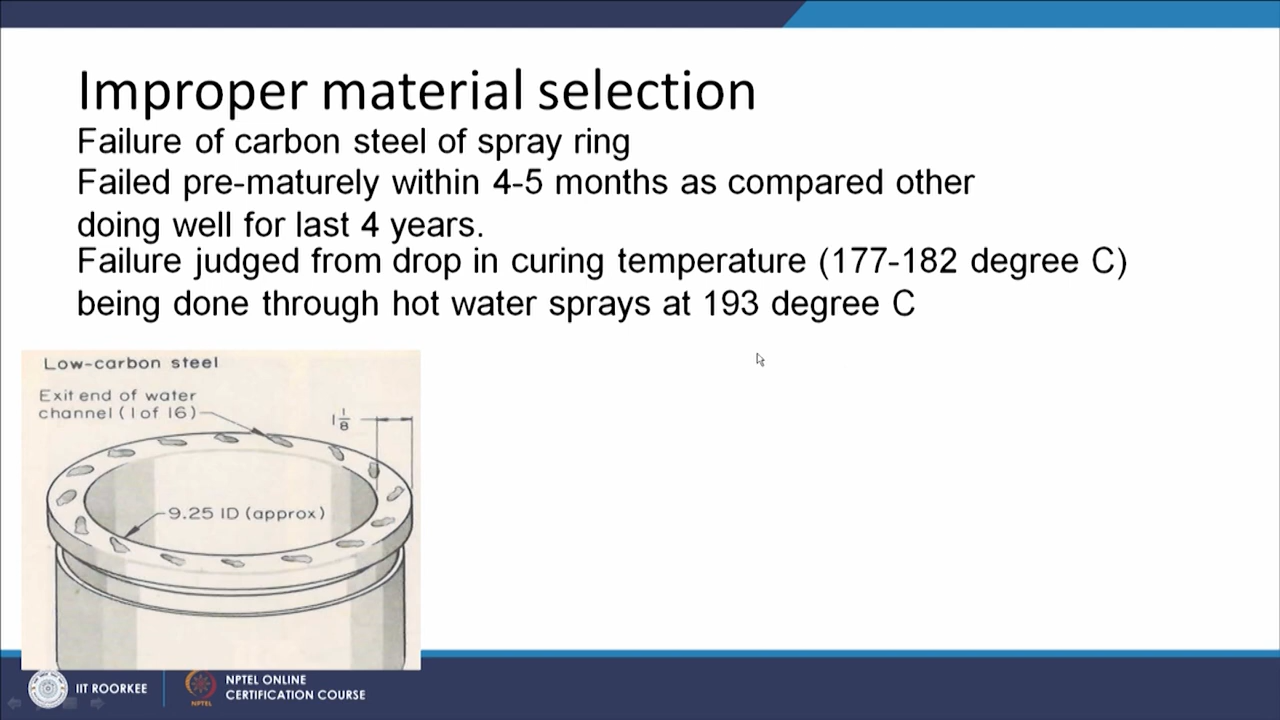 Improper material selection
Failure of carbon steel of spray ring
Failed pre-maturely within 4-5 months as compared other
doing well for last 4 years.
Failure judged from drop in curing temperature (177-182 degree C)
being done through hot water sprays at 193 degree C
Low-carbon steel
Exit end of water
channel (1 of 16)
1 1/8
9.25 ID (approx)
IIT ROORKEE
NPTEL
NPTEL ONLINE
CERTIFICATION COURSE